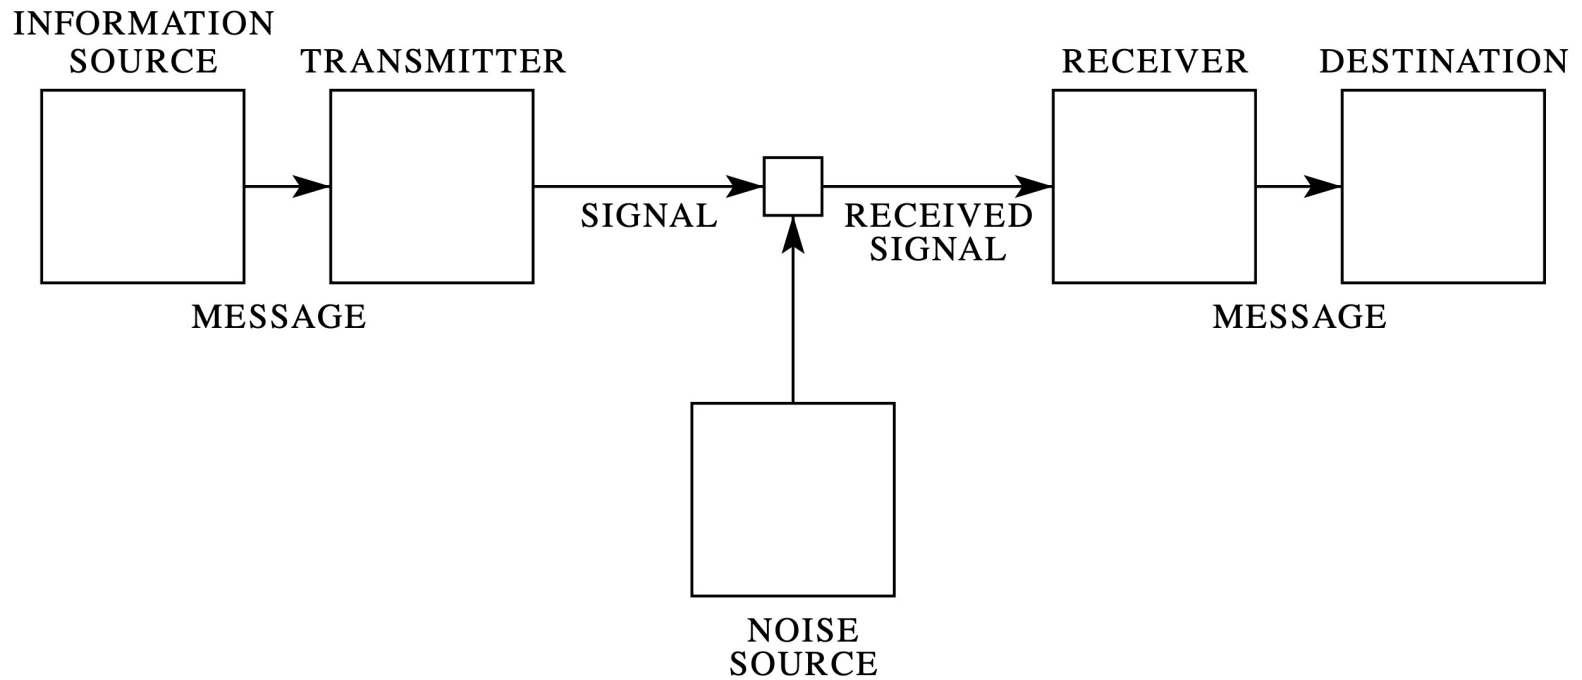 INFORMATION
SOURCE
TRANSMITTER
RECEIVER
DESTINATION
SIGNAL
RECEIVED
SIGNAL
MESSAGE
MESSAGE
NOISE
SOURCE